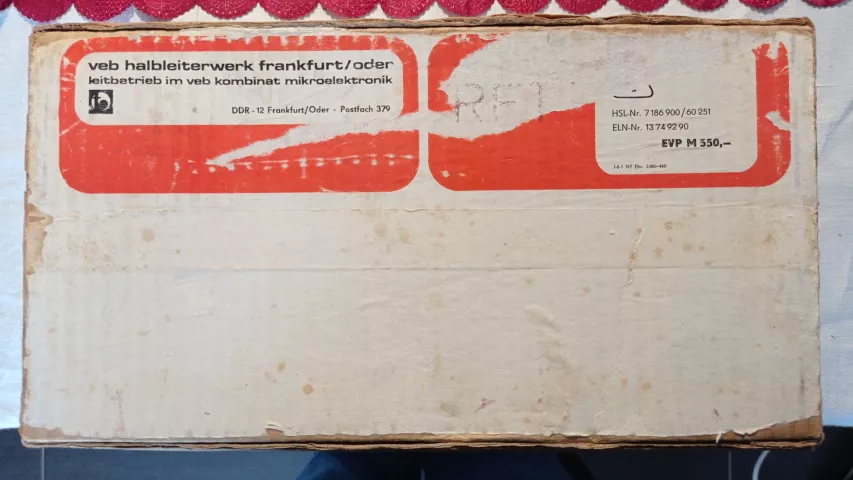 veb halbleiterwerk frankfurt/oder
leitbetrieb im veb kombinat mikroelektronik
DDR - 12 Frankfurt/Oder · Postfach 379
RFT
HSL-Nr. 7 186 900/60 251
ELN-Nr. 13 74 92 90
EVP M 550,–